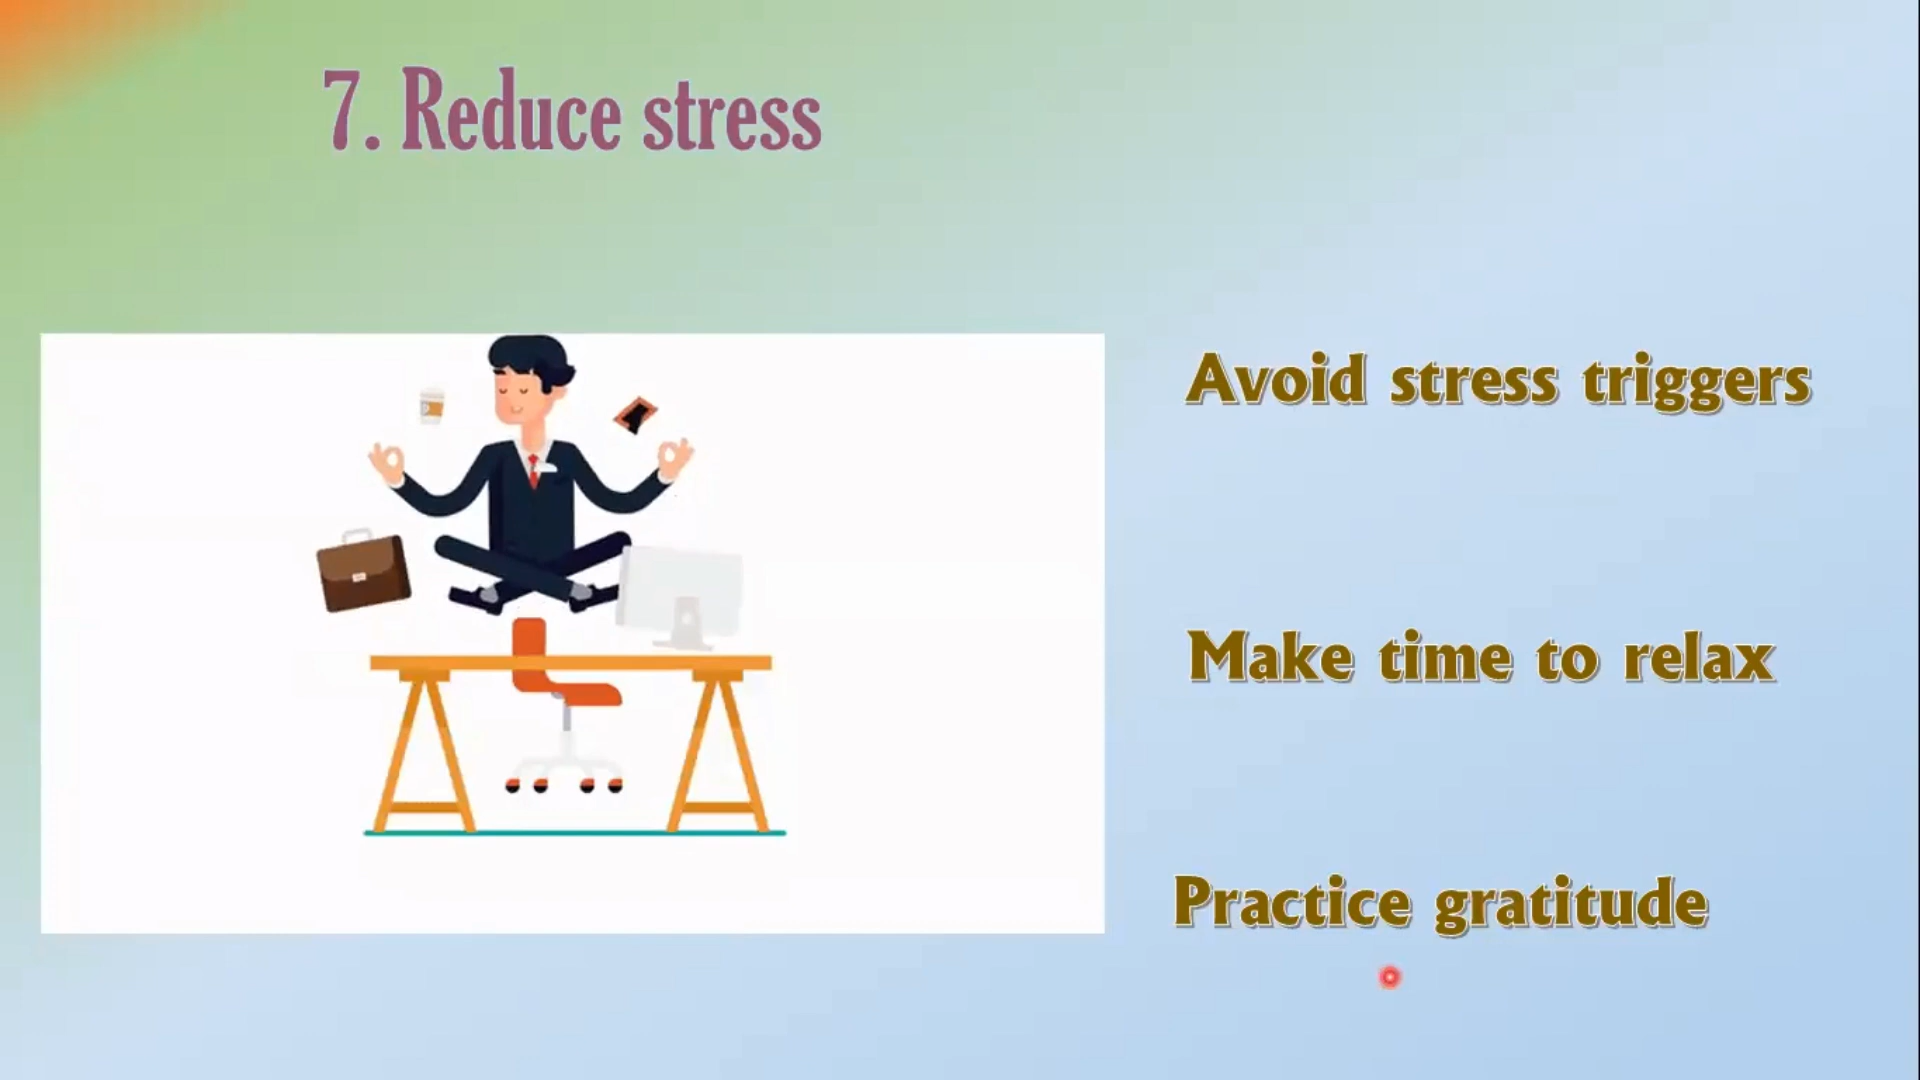 7. Reduce stress
Avoid stress triggers
Make time to relax
Practice gratitude